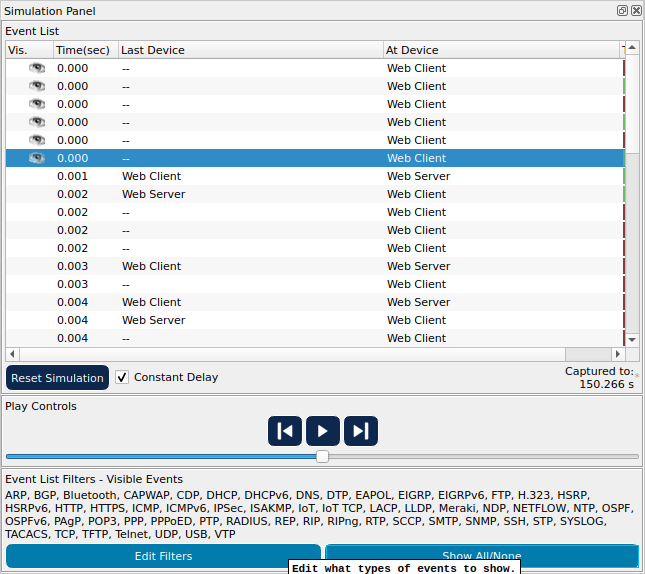 Simulation Panel
Event List
Vis. Time(sec) Last Device At Device
0.000 -- Web Client
0.000 -- Web Client
0.000 -- Web Client
0.000 -- Web Client
0.000 -- Web Client
0.000 -- Web Client
0.001 Web Client Web Server
0.002 Web Server Web Client
0.002 -- Web Client
0.002 -- Web Client
0.002 -- Web Client
0.003 Web Client Web Server
0.003 -- Web Client
0.004 Web Client Web Server
0.004 Web Server Web Client
0.004 -- Web Client
Reset Simulation Constant Delay Captured to:
150.266 s
Play Controls
Event List Filters - Visible Events
ARP, BGP, Bluetooth, CAPWAP, CDP, DHCP, DHCPv6, DNS, DTP, EAPOL, EIGRP, EIGRPv6, FTP, H.323, HSRP,
HSRPv6, HTTP, HTTPS, ICMP, ICMPv6, IPSec, ISAKMP, IoT, IoT TCP, LACP, LLDP, Meraki, NDP, NETFLOW, NTP, OSPF,
OSPFv6, PAgP, POP3, PPP, PPPoED, PTP, RADIUS, REP, RIP, RIPng, RTP, SCCP, SMTP, SNMP, SSH, STP, SYSLOG,
TACACS, TCP, TFTP, Telnet, UDP, USB, VTP
Edit Filters Show All/None
Edit what types of events to show.